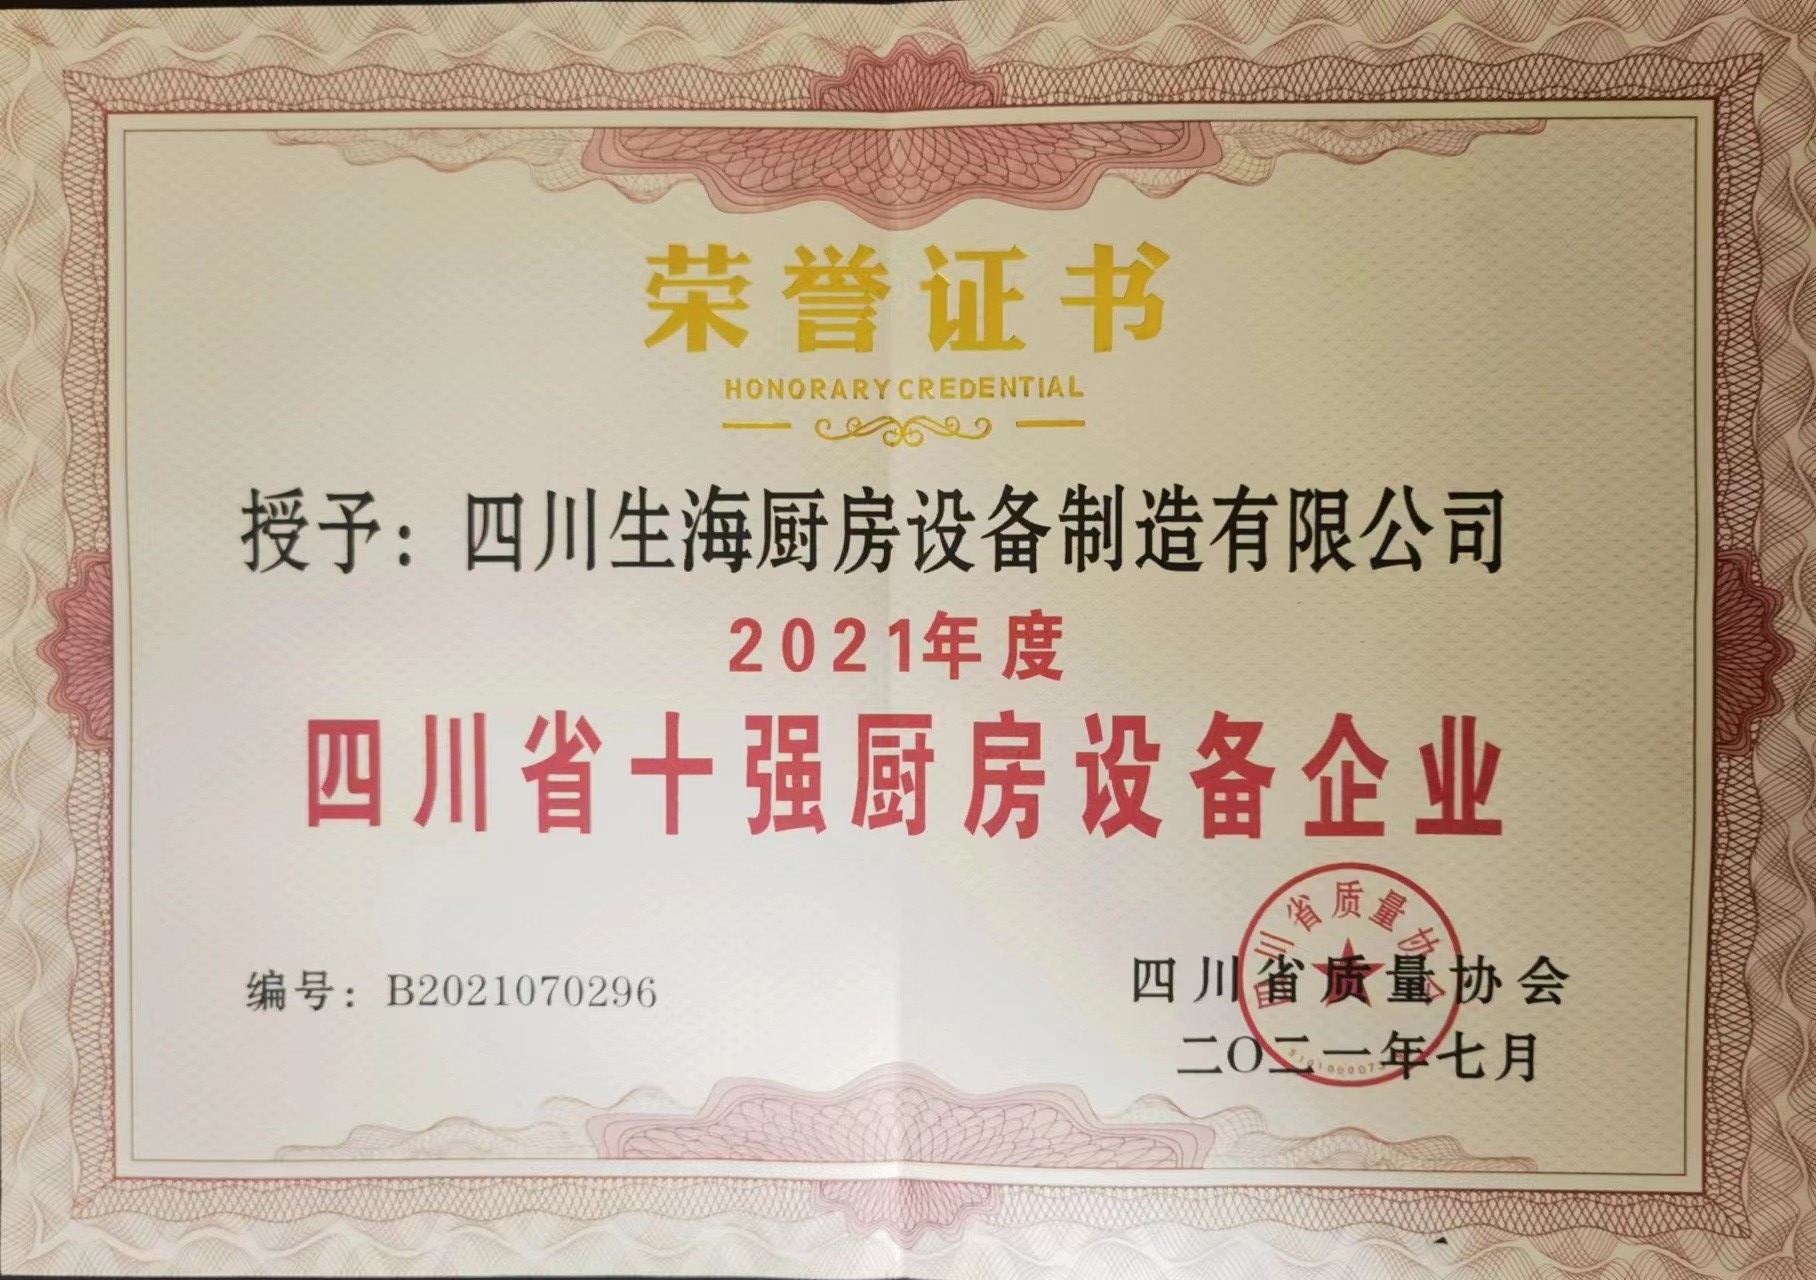 荣誉证书
HONORARY CREDENTIAL
授予：四川生海厨房设备制造有限公司
2021年度
四川省十强厨房设备企业
编号：B2021070296
四川省质量协会
二〇二一年七月
四川省质量协会